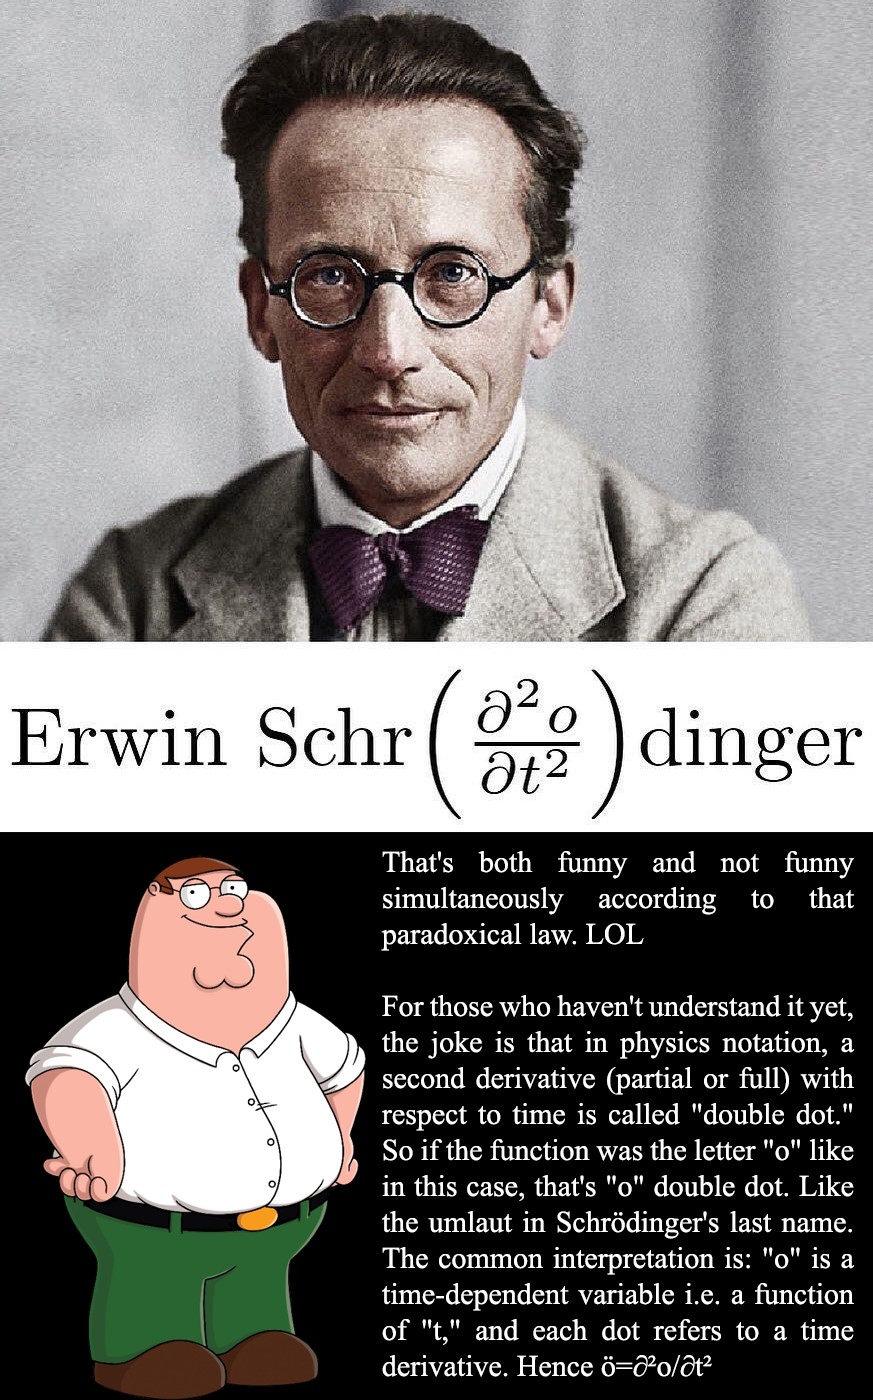 Erwin Schr(∂²o/∂t²)dinger
That's both funny and not funny
simultaneously according to that
paradoxical law. LOL
For those who haven't understand it yet,
the joke is that in physics notation, a
second derivative (partial or full) with
respect to time is called "double dot."
So if the function was the letter "o" like
in this case, that's "o" double dot. Like
the umlaut in Schrödinger's last name.
The common interpretation is: "o" is a
time-dependent variable i.e. a function
of "t," and each dot refers to a time
derivative. Hence ö=∂²o/∂t²